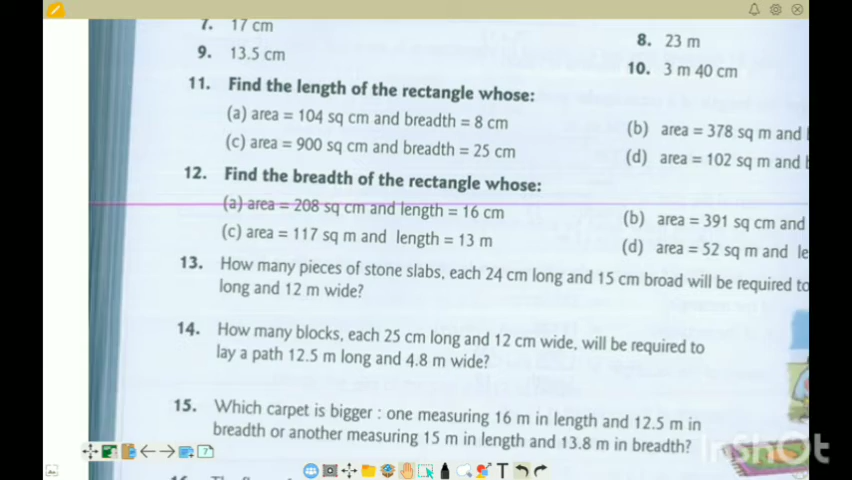 7. 17 cm
8. 23 m
9. 13.5 cm
10. 3 m 40 cm
11. Find the length of the rectangle whose:
(a) area = 104 sq cm and breadth = 8 cm
(b) area = 378 sq m and
(c) area = 900 sq cm and breadth = 25 cm
(d) area = 102 sq m and
12. Find the breadth of the rectangle whose:
(a) area = 208 sq cm and length = 16 cm
(b) area = 391 sq cm and
(c) area = 117 sq m and length = 13 m
(d) area = 52 sq m and le
13. How many pieces of stone slabs, each 24 cm long and 15 cm broad will be required to
long and 12 m wide?
14. How many blocks, each 25 cm long and 12 cm wide, will be required to
lay a path 12.5 m long and 4.8 m wide?
15. Which carpet is bigger : one measuring 16 m in length and 12.5 m in
breadth or another measuring 15 m in length and 13.8 m in breadth?
InShOt
7
T